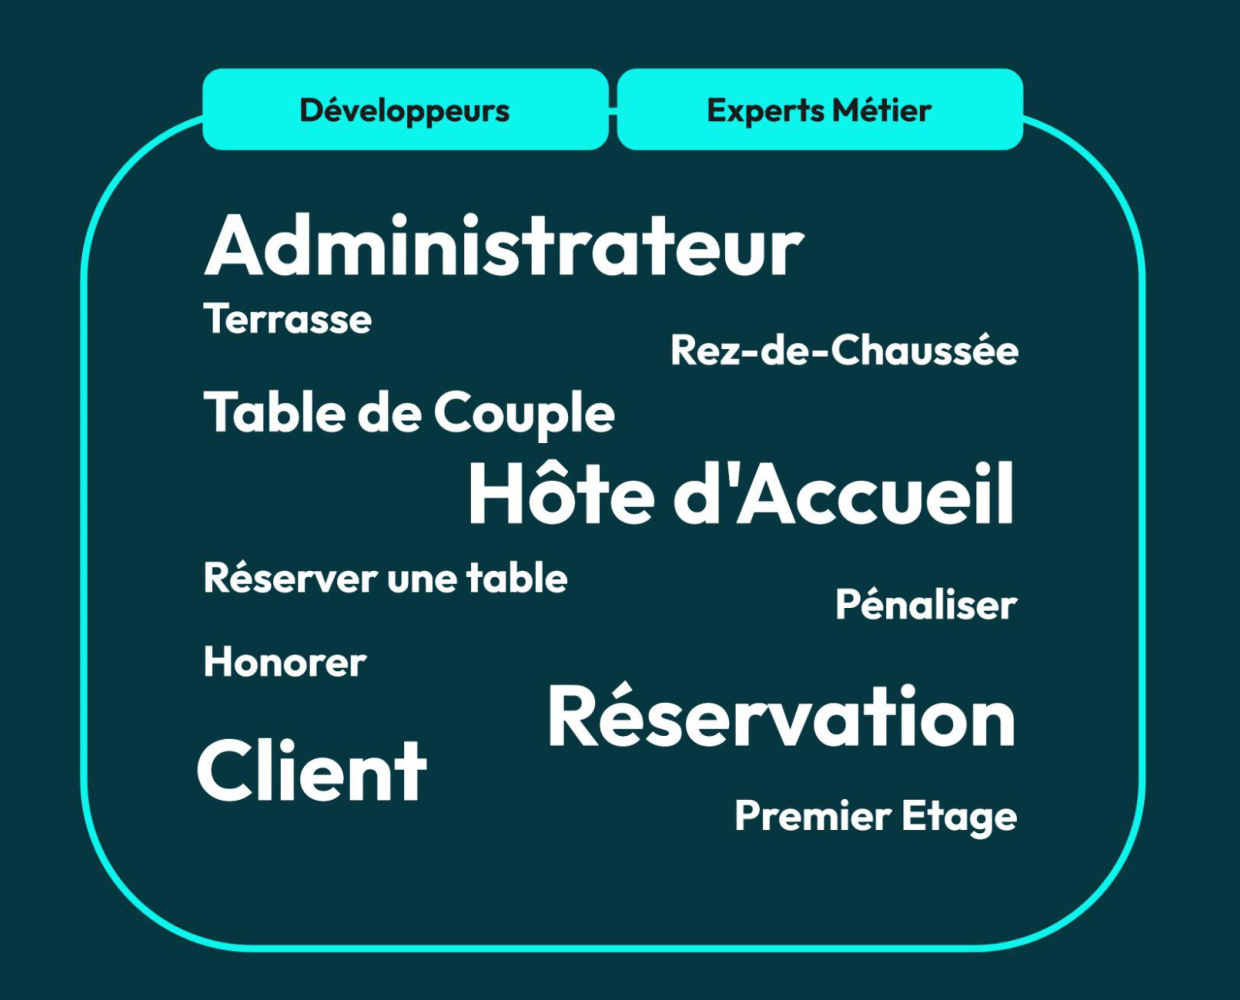 Développeurs
Experts Métier
Administrateur
Terrasse
Rez-de-Chaussée
Table de Couple
Hôte d'Accueil
Réserver une table
Pénaliser
Honorer
Réservation
Client
Premier Etage